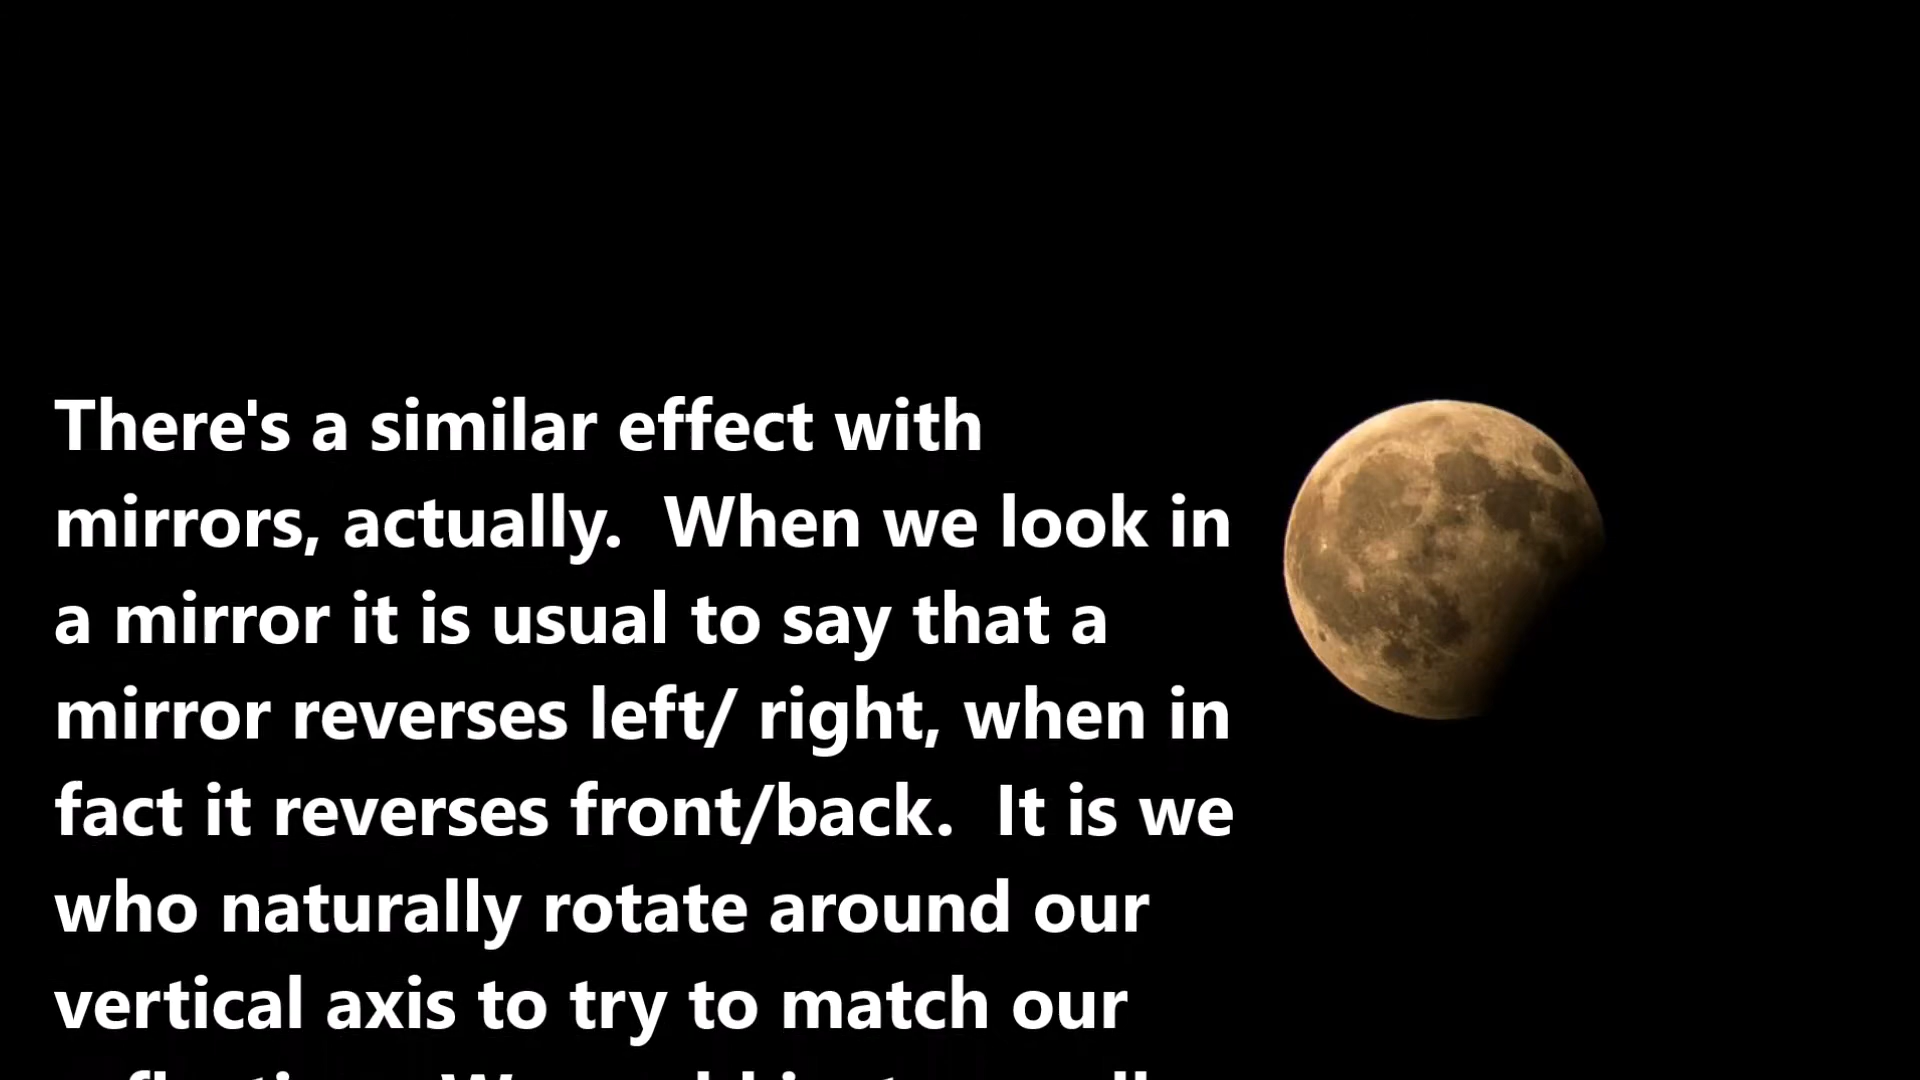 There's a similar effect with
mirrors, actually.  When we look in
a mirror it is usual to say that a
mirror reverses left/ right, when in
fact it reverses front/back.  It is we
who naturally rotate around our
vertical axis to try to match our